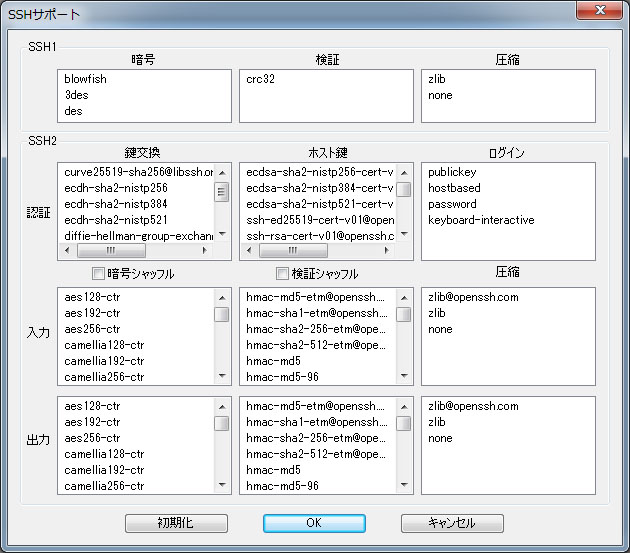 SSHサポート
SSH1
暗号 検証 圧縮
blowfish crc32 zlib
3des none
des
SSH2
鍵交換 ホスト鍵 ログイン
curve25519-sha256@libssh.or ecdsa-sha2-nistp256-cert-v publickey
ecdh-sha2-nistp256 ecdsa-sha2-nistp384-cert-v hostbased
認証 ecdh-sha2-nistp384 ecdsa-sha2-nistp521-cert-v password
ecdh-sha2-nistp521 ssh-ed25519-cert-v01@open keyboard-interactive
diffie-hellman-group-exchan ssh-rsa-cert-v01@openssh.c
暗号シャッフル 検証シャッフル 圧縮
aes128-ctr hmac-md5-etm@openssh.... zlib@openssh.com
aes192-ctr hmac-sha1-etm@openssh.... zlib
入力 aes256-ctr hmac-sha2-256-etm@ope... none
camellia128-ctr hmac-sha2-512-etm@ope...
camellia192-ctr hmac-md5
camellia256-ctr hmac-md5-96
aes128-ctr hmac-md5-etm@openssh.... zlib@openssh.com
aes192-ctr hmac-sha1-etm@openssh.... zlib
出力 aes256-ctr hmac-sha2-256-etm@ope... none
camellia128-ctr hmac-sha2-512-etm@ope...
camellia192-ctr hmac-md5
camellia256-ctr hmac-md5-96
初期化 OK キャンセル